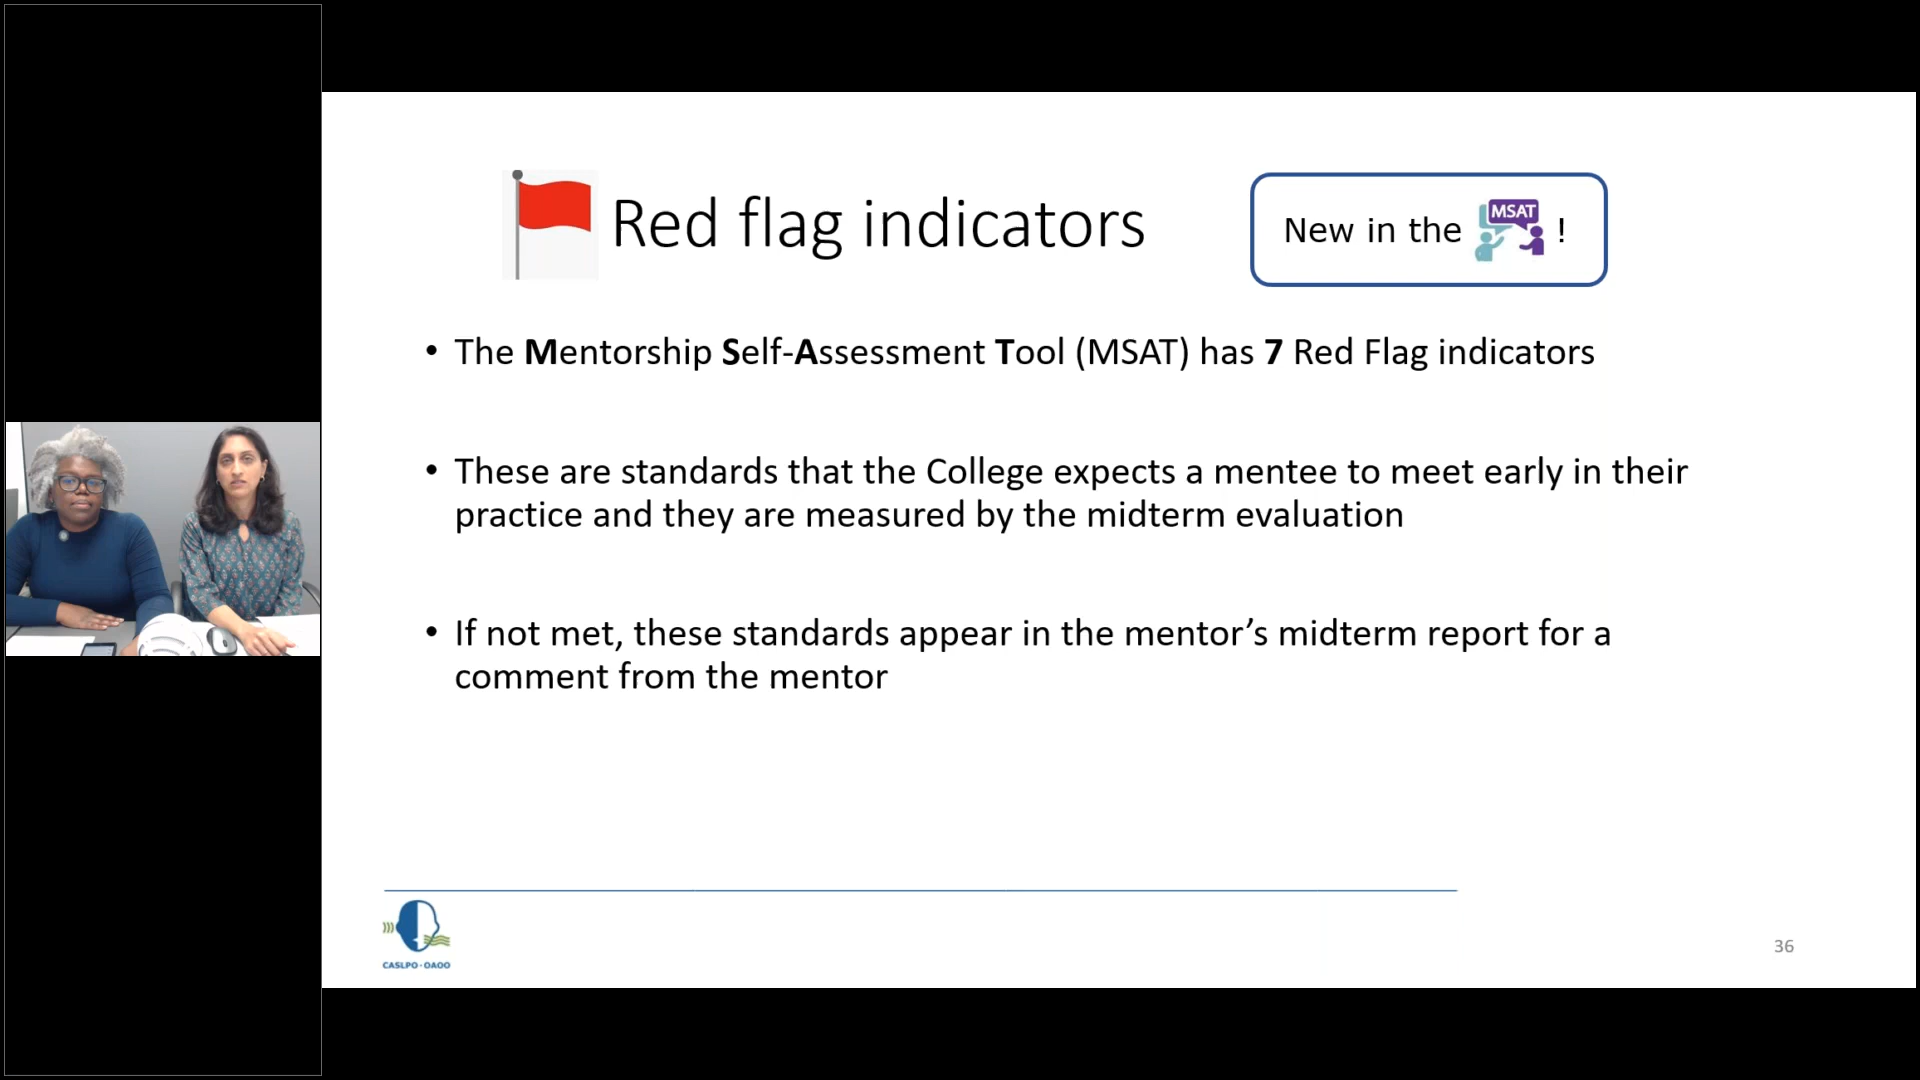 Red flag indicators
New in the MSAT !
• The Mentorship Self-Assessment Tool (MSAT) has 7 Red Flag indicators
• These are standards that the College expects a mentee to meet early in their
practice and they are measured by the midterm evaluation
• If not met, these standards appear in the mentor’s midterm report for a
comment from the mentor
CASLPO·OAOO
36